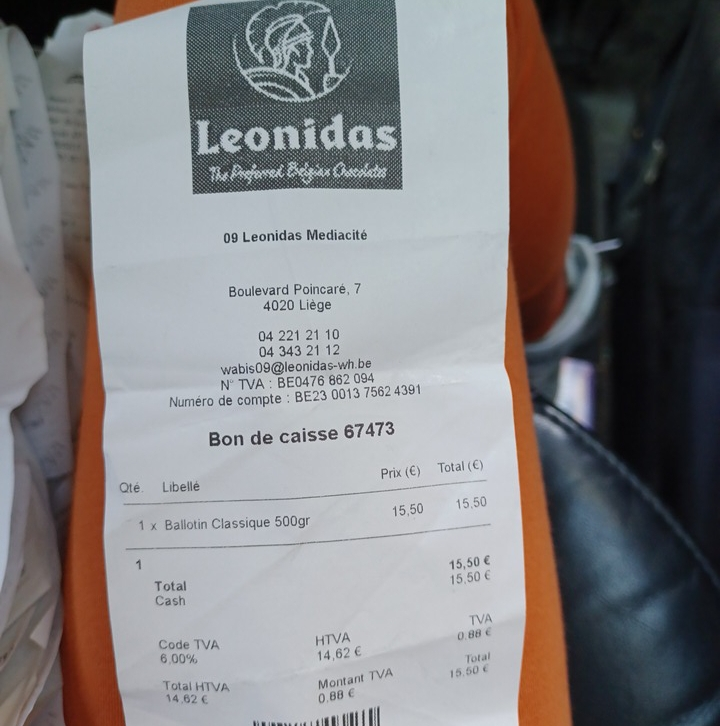 Leonidas
The Preferred Belgian Chocolates
09 Leonidas Mediacité
Boulevard Poincaré, 7
4020 Liège
04 221 21 10
04 343 21 12
wabis09@leonidas-wh.be
N° TVA : BE0476 862 094
Numéro de compte : BE23 0013 7562 4391
Bon de caisse 67473
Qté. Libellé Prix (€) Total (€)
1 x Ballotin Classique 500gr 15,50 15,50
1 15,50 €
Total 15,50 €
Cash
Code TVA HTVA TVA
6,00% 14,62 € 0,88 €
Total HTVA Montant TVA Total
14,62 € 0,88 € 15,50 €